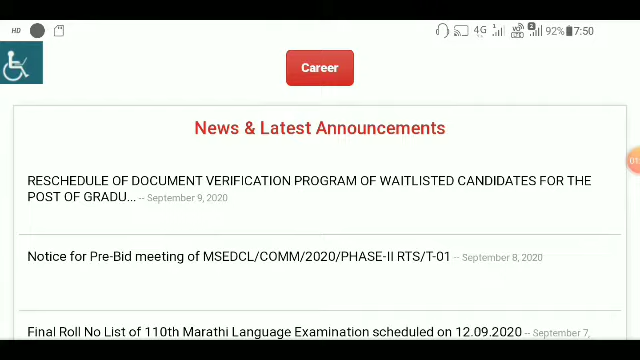 HD 4G 1 VO 2 92% 7:50
Career
News & Latest Announcements
RESCHEDULE OF DOCUMENT VERIFICATION PROGRAM OF WAITLISTED CANDIDATES FOR THE
POST OF GRADU... -- September 9, 2020
Notice for Pre-Bid meeting of MSEDCL/COMM/2020/PHASE-II RTS/T-01 -- September 8, 2020
Final Roll No List of 110th Marathi Language Examination scheduled on 12.09.2020 -- September 7,